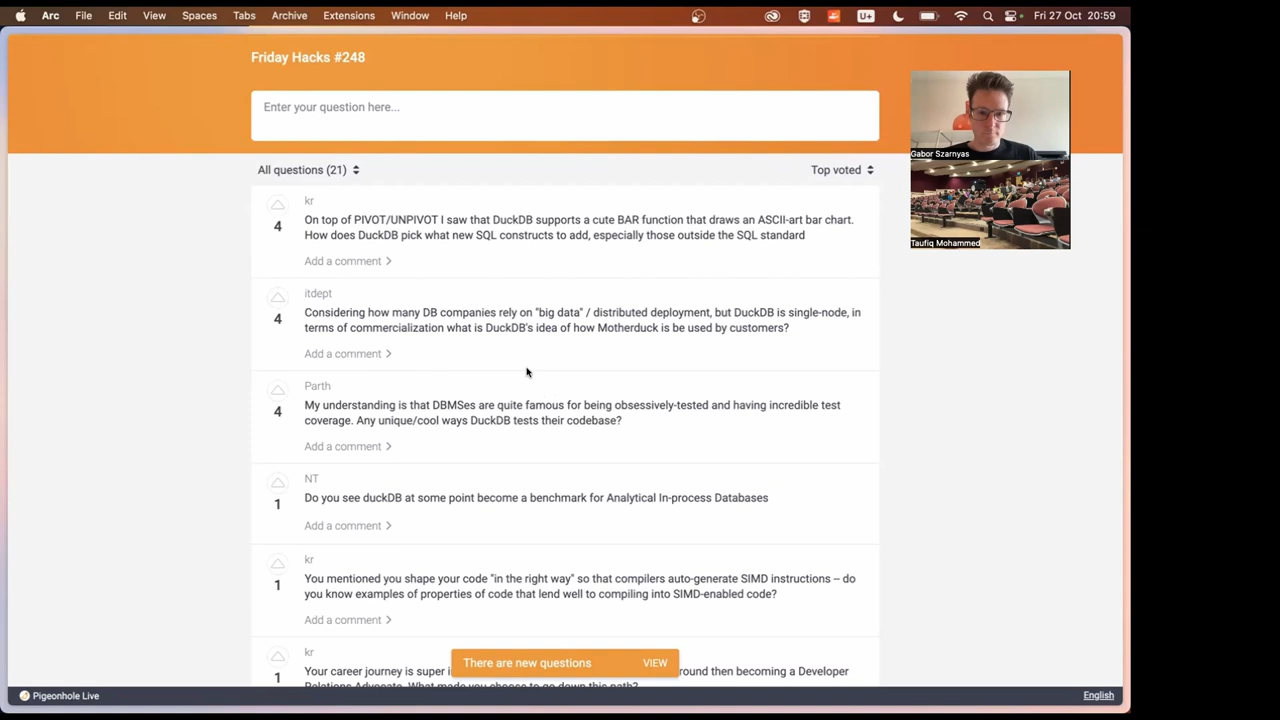 Arc File Edit View Spaces Tabs Archive Extensions Window Help U+ Fri 27 Oct 20:59
Friday Hacks #248
Enter your question here...
Gabor Szarnyas
Taufiq Mohammed
All questions (21) Top voted
kr
4
On top of PIVOT/UNPIVOT I saw that DuckDB supports a cute BAR function that draws an ASCII-art bar chart.
How does DuckDB pick what new SQL constructs to add, especially those outside the SQL standard
Add a comment
itdept
4
Considering how many DB companies rely on "big data" / distributed deployment, but DuckDB is single-node, in
terms of commercialization what is DuckDB's idea of how Motherduck is be used by customers?
Add a comment
Parth
4
My understanding is that DBMSes are quite famous for being obsessively-tested and having incredible test
coverage. Any unique/cool ways DuckDB tests their codebase?
Add a comment
NT
1
Do you see duckDB at some point become a benchmark for Analytical In-process Databases
Add a comment
kr
1
You mentioned you shape your code "in the right way" so that compilers auto-generate SIMD instructions – do
you know examples of properties of code that lend well to compiling into SIMD-enabled code?
Add a comment
kr
1
Your career journey is super round then becoming a Developer
Relations Advocate. What made you choose to go down this path?
There are new questions VIEW
Pigeonhole Live English